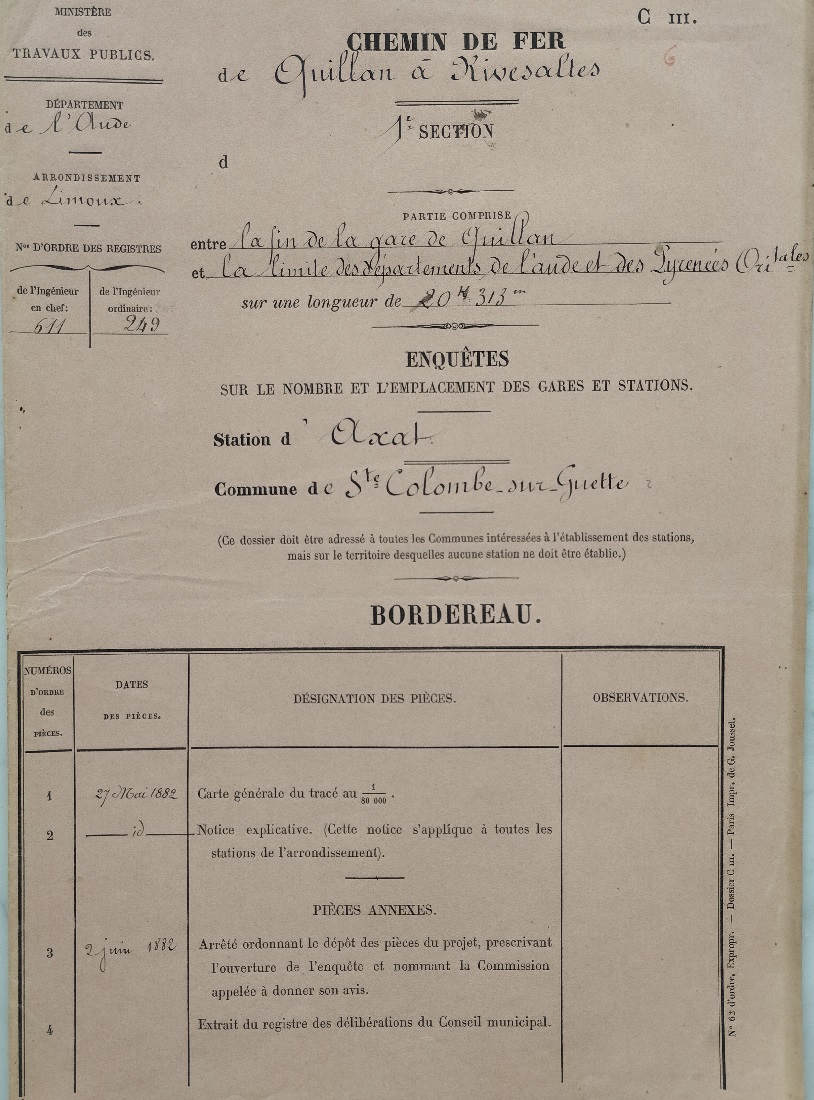 MINISTÈRE
des
TRAVAUX PUBLICS.
DÉPARTEMENT
de l'Aude
ARRONDISSEMENT
de Limoux.
Nos D'ORDRE DES REGISTRES
de l'Ingénieur
en chef:
611
de l'Ingénieur
ordinaire:
249
C III.
6
CHEMIN DE FER
de Quillan à Rivesaltes
1e SECTION
d
PARTIE COMPRISE
entre la fin de la gare de Quillan
et la limite des départements de l'aude et des Pyrenées Ori.tales
sur une longueur de 20 K 313 m
ENQUÊTES
SUR LE NOMBRE ET L'EMPLACEMENT DES GARES ET STATIONS.
Station d'Axat
Commune de Ste Colombe-sur-Guette
(Ce dossier doit être adressé à toutes les Communes intéressées à l'établissement des stations,
mais sur le territoire desquelles aucune station ne doit être établie.)
BORDEREAU.
NUMÉROS
D'ORDRE
des
PIÈCES.
DATES
DES PIÈCES.
DÉSIGNATION DES PIÈCES.
OBSERVATIONS.
1 27 Mai 1882 Carte générale du tracé au 1/80 000.
2 id Notice explicative. (Cette notice s'applique à toutes les
stations de l'arrondissement).
PIÈCES ANNEXES.
3 2 juin 1882 Arrêté ordonnant le dépôt des pièces du projet, prescrivant
l'ouverture de l'enquête et nommant la Commission
appelée à donner son avis.
4 Extrait du registre des délibérations du Conseil municipal.
N° 62 d'ordre, Expropr. — Dossier C III. — Paris Impr. de G. Jousset.